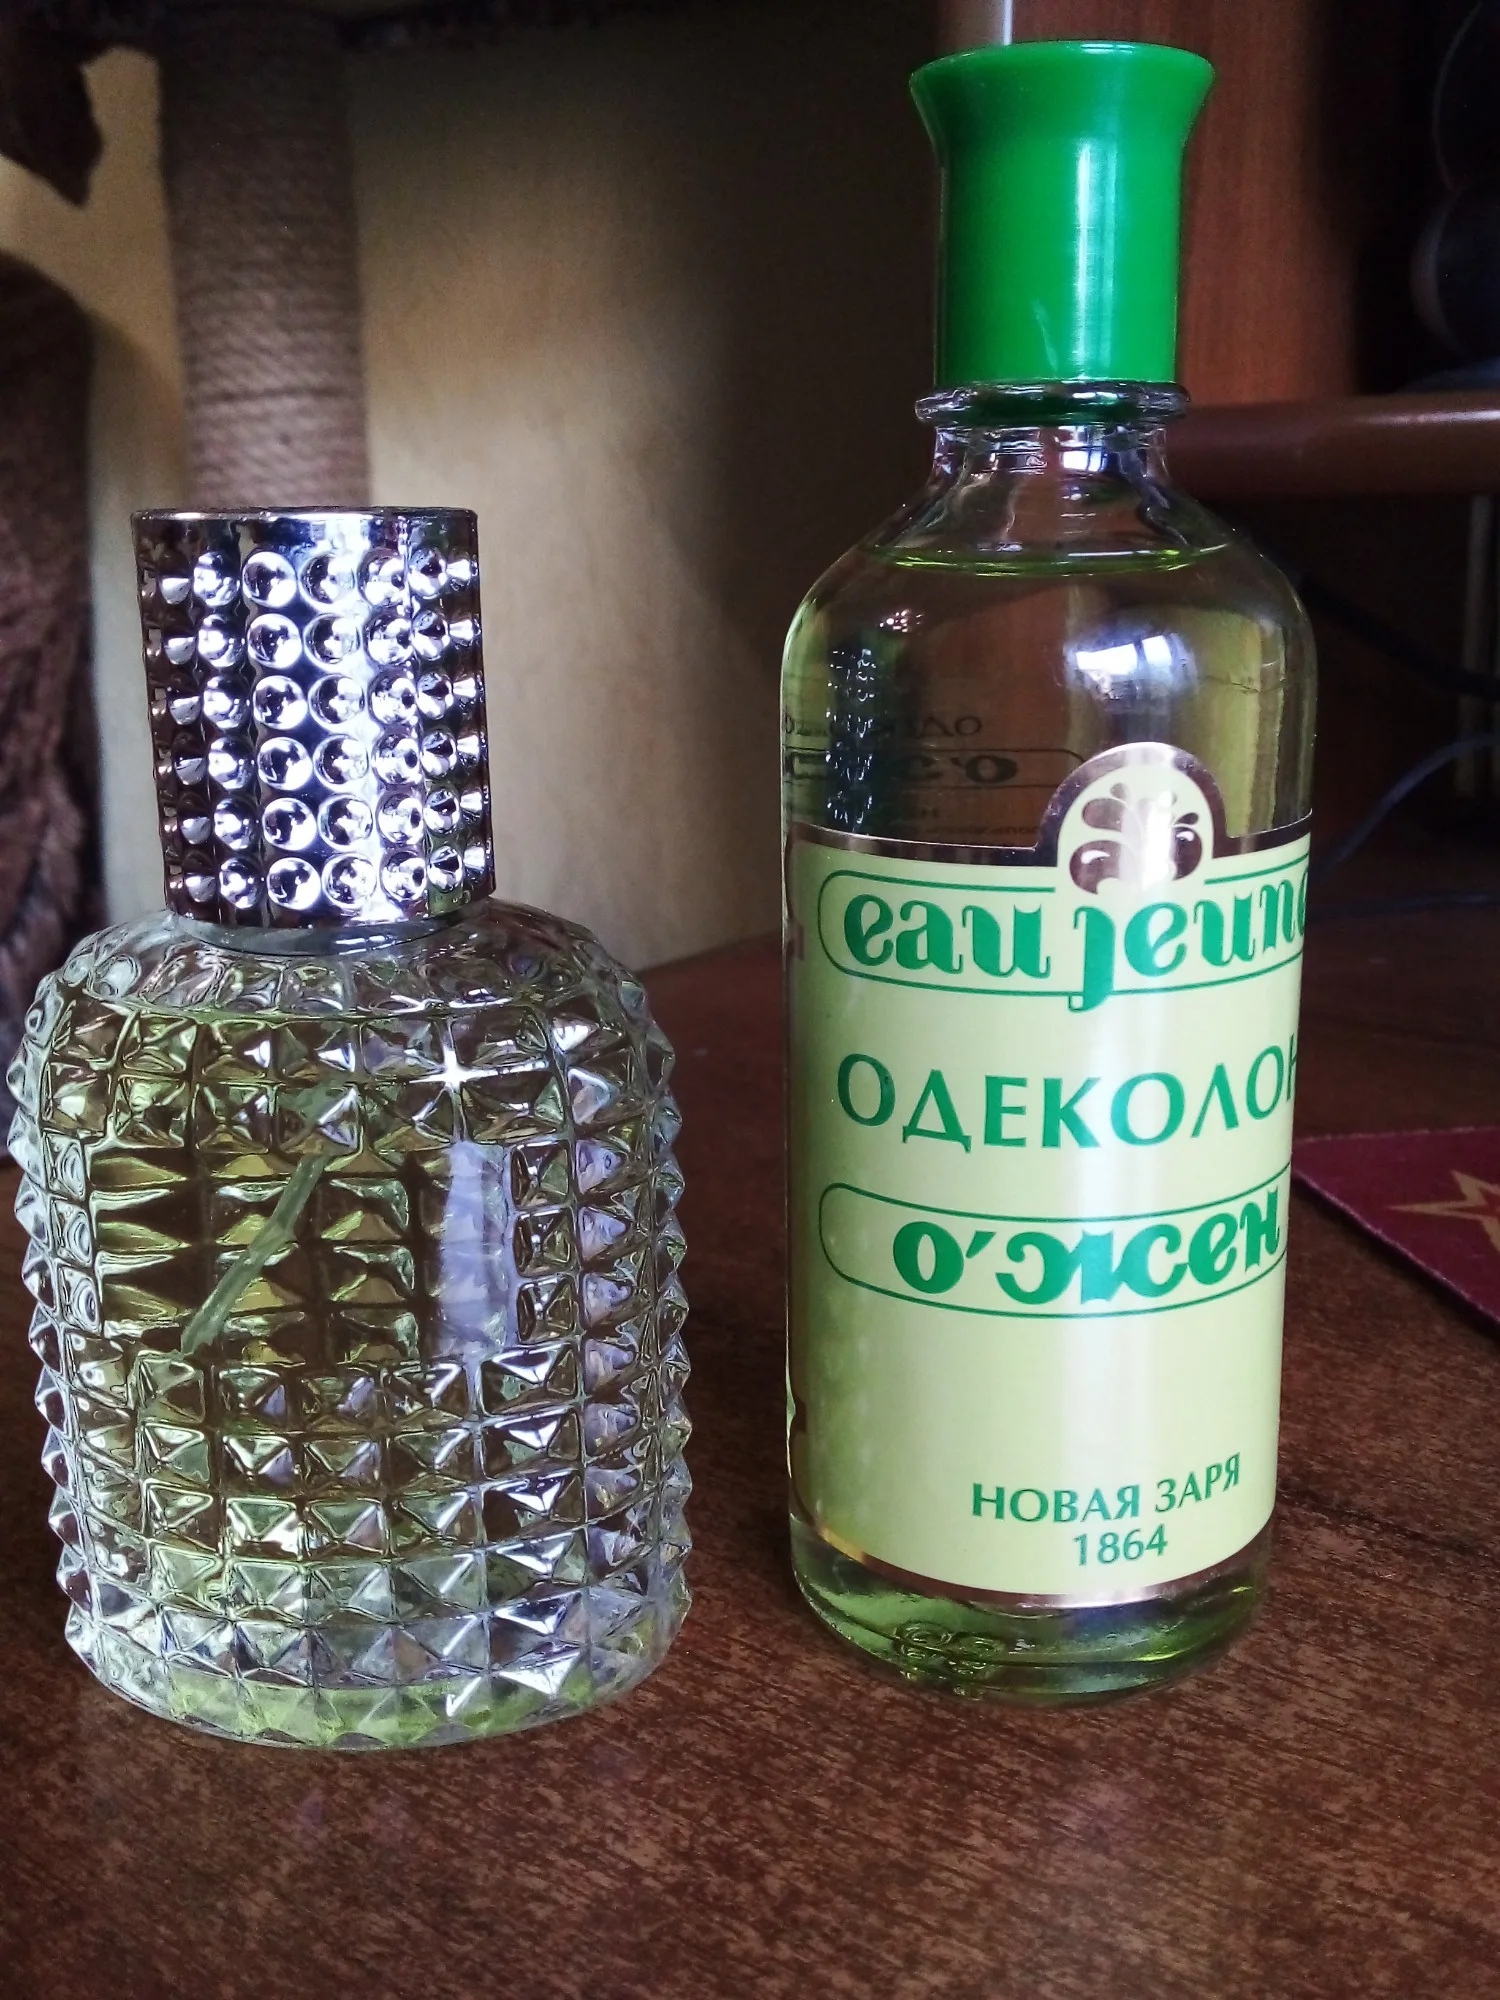 eau jeune
ОДЕКОЛОН
о'жен
НОВАЯ ЗАРЯ
1864